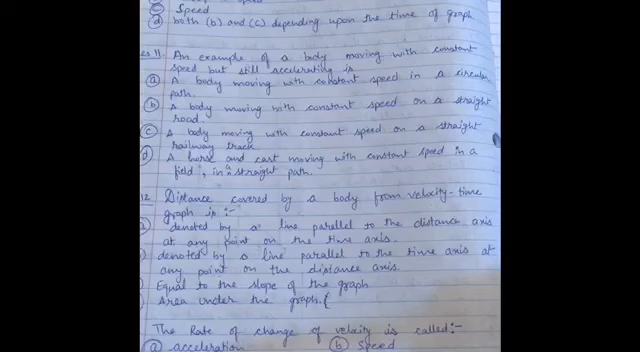 (c) Speed
(d) both (b) and (c) depending upon the time of graph
es 11. An example of a body moving with constant
speed but still accelerating is
(a) A body moving with constant speed in a circular
path.
(b) A body moving with constant speed on a straight
road.
(c) A body moving with constant speed on a straight
railway track
(d) A horse and cart moving with constant speed in a
field, in a straight path.
12 Distance covered by a body from velocity-time
graph is :-
denoted by a line parallel to the distance axis
at any point on the time axis.
denoted by a line parallel to the time axis at
any point on the distance axis.
Equal to the slope of the graph
Area under the graph.
The Rate of change of velocity is called:-
(a) acceleration (b) Speed